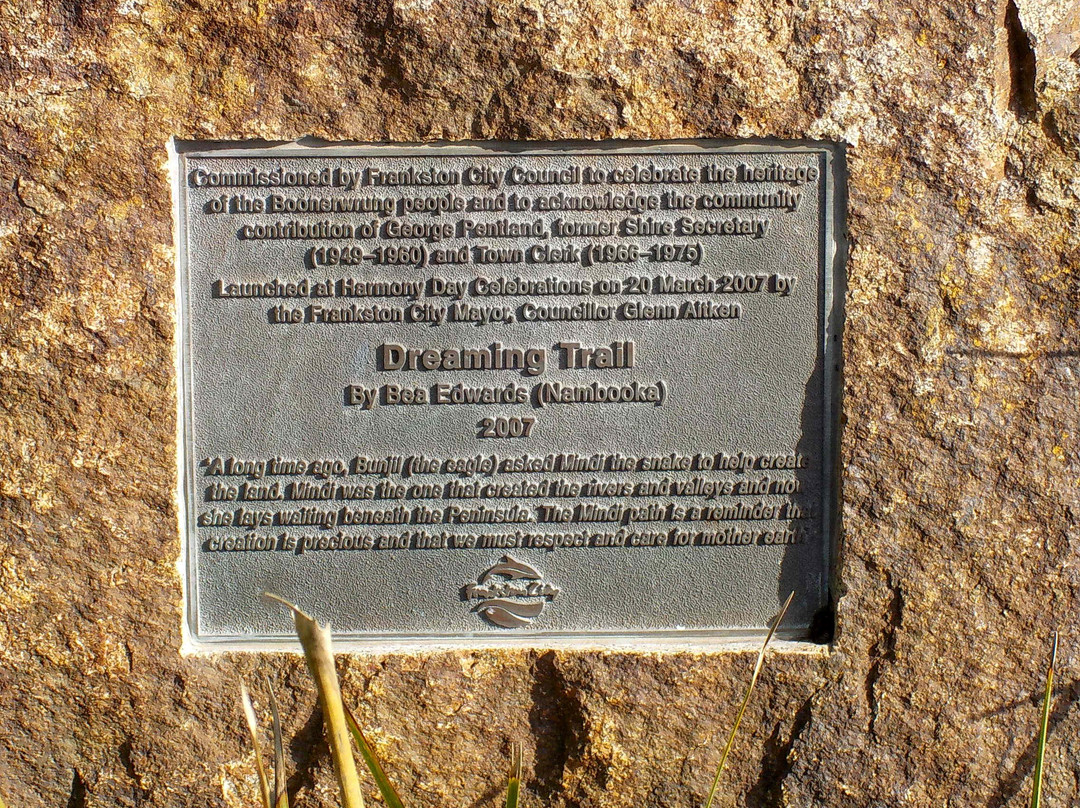 Commissioned by Frankston City Council to celebrate the heritage
of the Boonerwrung people and to acknowledge the community
contribution of George Pentland, former Shire Secretary
(1949–1960) and Town Clerk (1966–1975)
Launched at Harmony Day Celebrations on 20 March 2007 by
the Frankston City Mayor, Councillor Glenn Aitken
Dreaming Trail
By Bea Edwards (Nambooka)
2007
"A long time ago, Bunjil (the eagle) asked Mindi the snake to help create
the land. Mindi was the one that created the rivers and valleys and now
she lays waiting beneath the Peninsula. The Mindi path is a reminder that
creation is precious and that we must respect and care for mother earth"
Frankston City